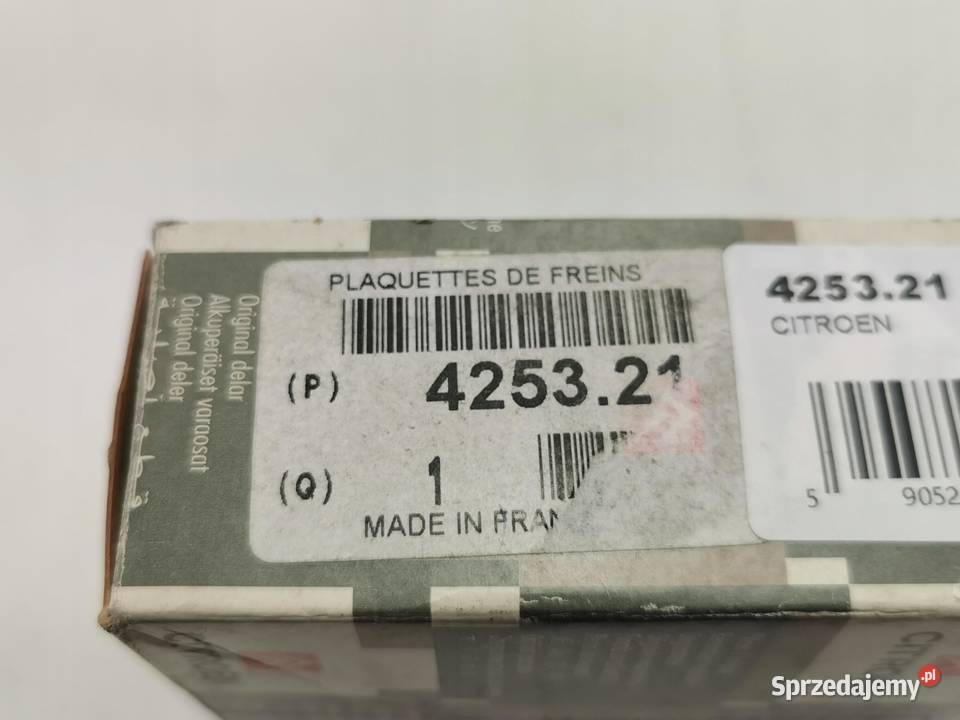 PLAQUETTES DE FREINS
(P) 4253.21
(Q) 1
MADE IN FRAN
4253.21
CITROEN
5 9052
Original delar
Alkuperäiset varaosat
Original deler
Sprzedajemy.pl